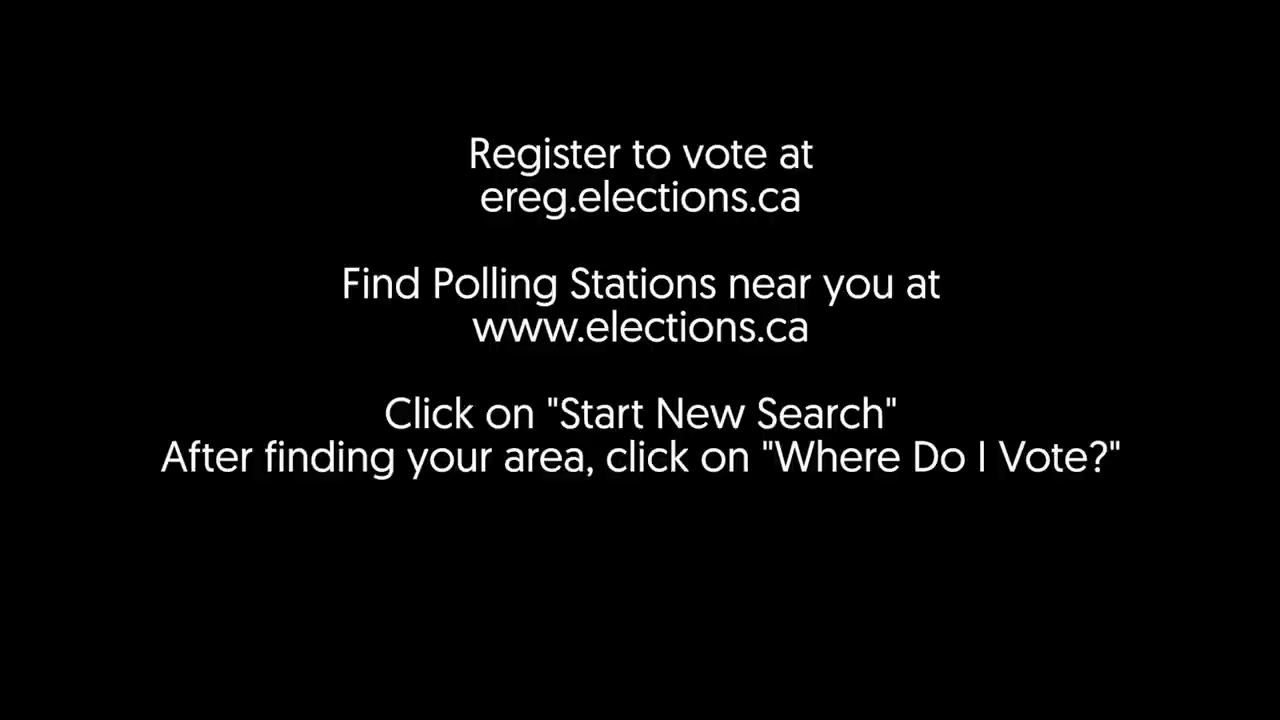 Register to vote at
ereg.elections.ca
Find Polling Stations near you at
www.elections.ca
Click on "Start New Search"
After finding your area, click on "Where Do I Vote?"